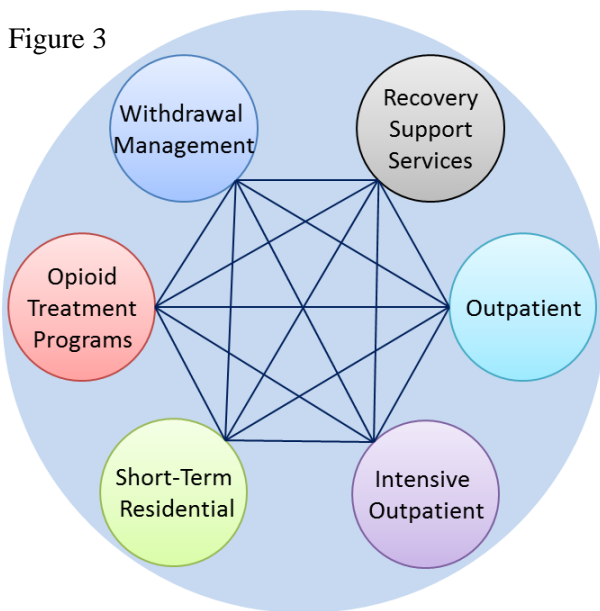 Figure 3
Withdrawal
Management
Recovery
Support
Services
Opioid
Treatment
Programs
Outpatient
Short-Term
Residential
Intensive
Outpatient